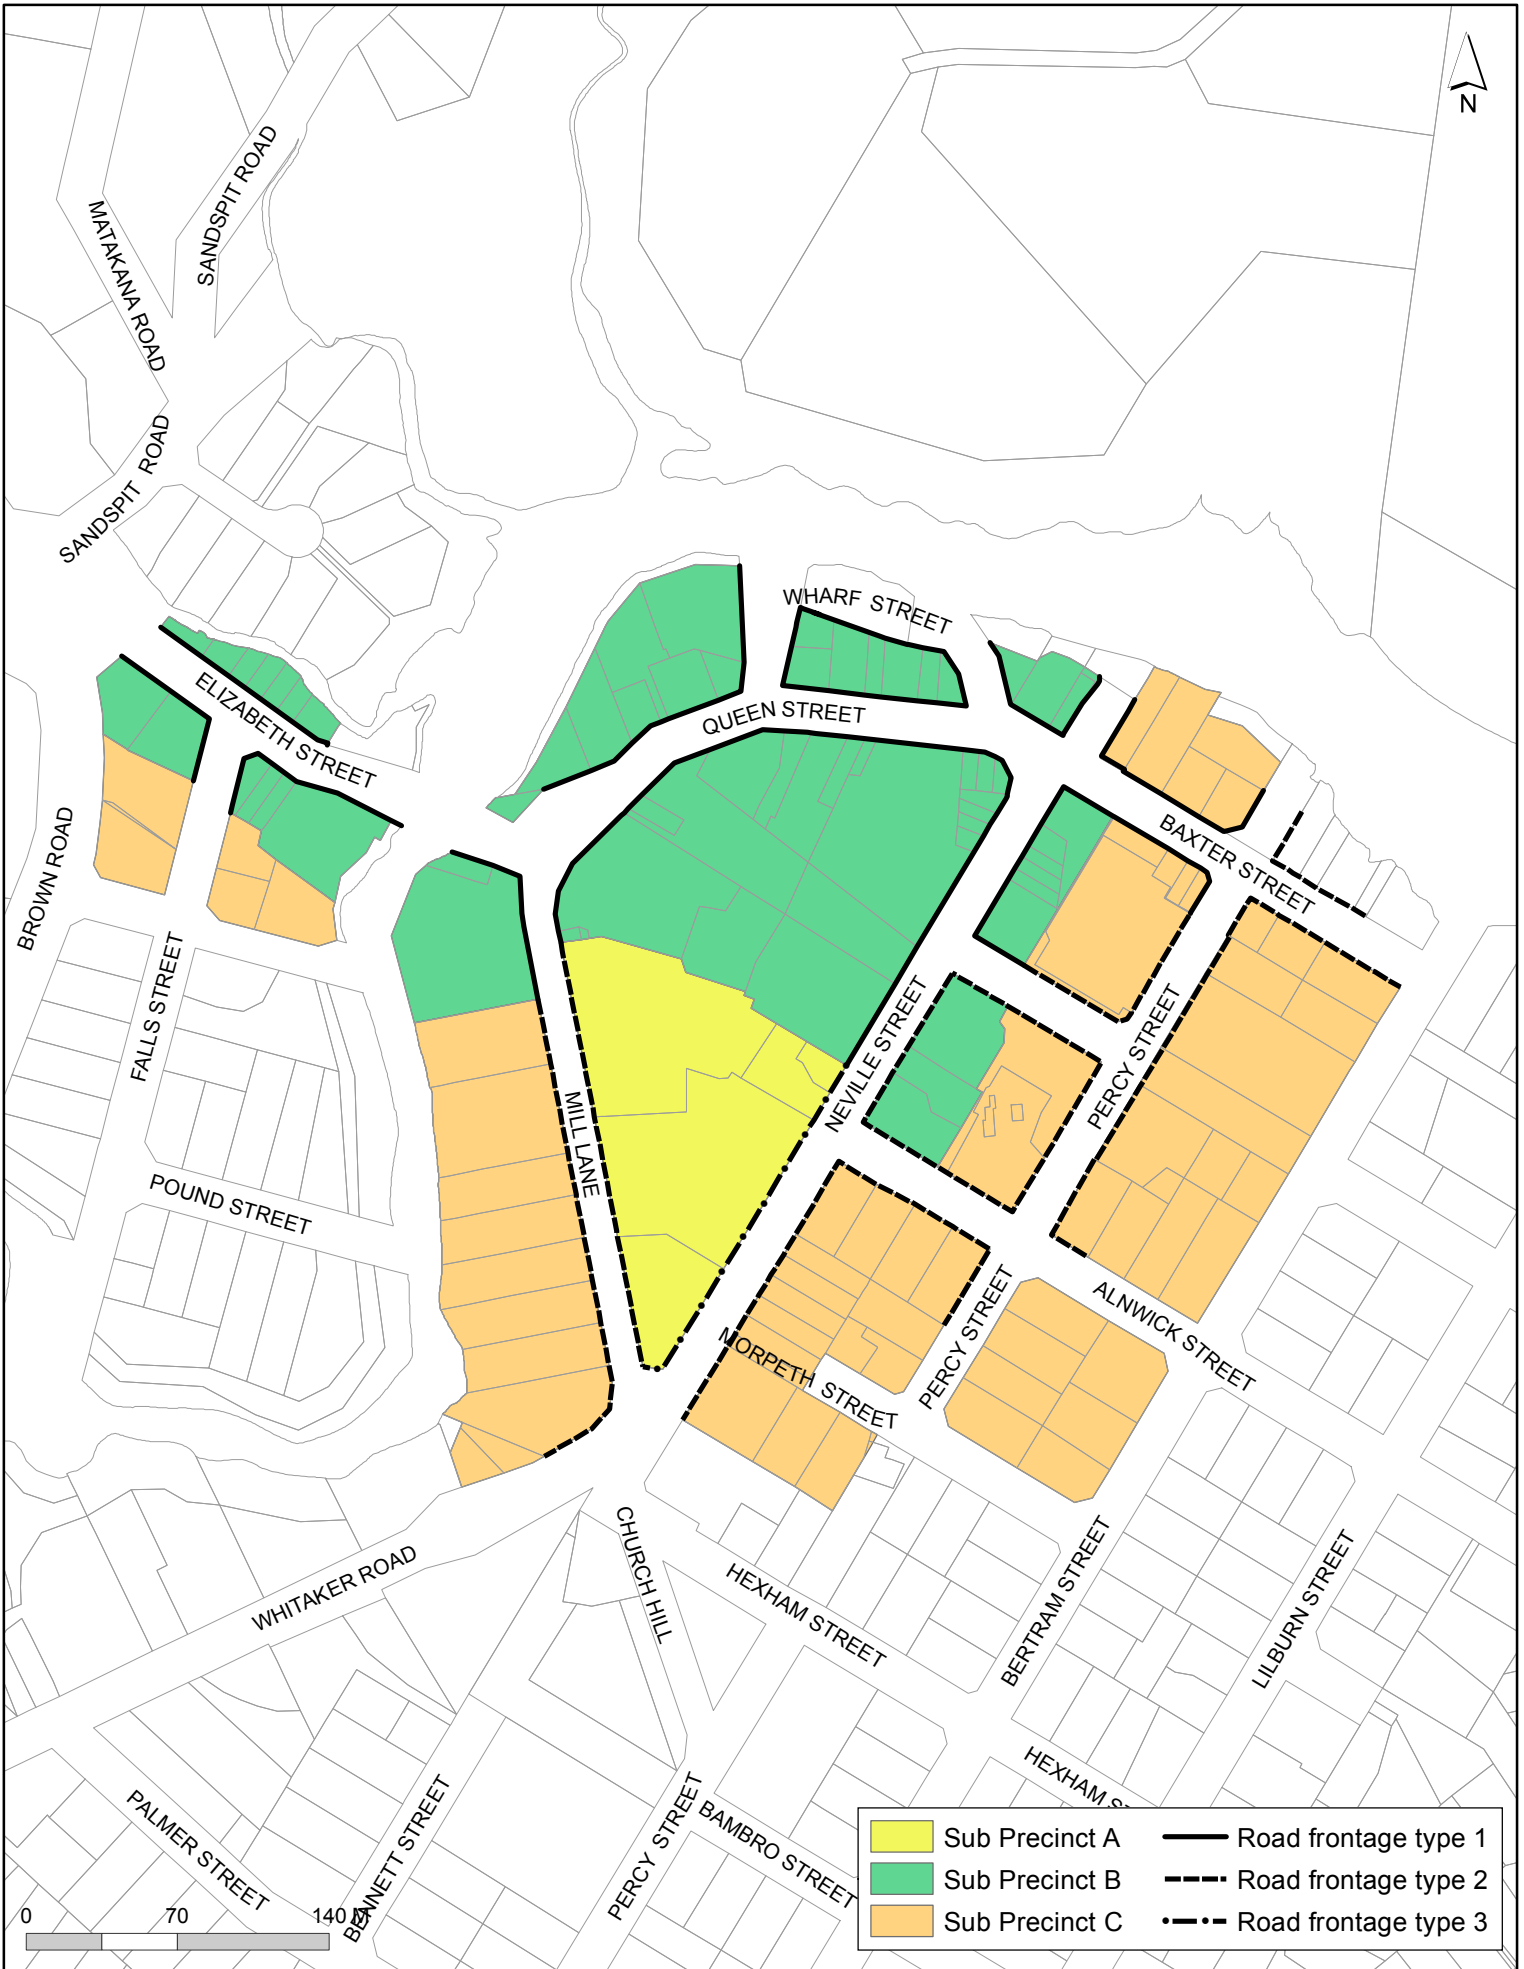 N
SANDSPIT ROAD
MATAKANA ROAD
SANDSPIT ROAD
WHARF STREET
ELIZABETH STREET
QUEEN STREET
BROWN ROAD
BAXTER STREET
FALLS STREET
NEVILLE STREET
PERCY STREET
MILL LANE
POUND STREET
PERCY STREET
ALNWICK STREET
MORPETH STREET
CHURCH HILL
WHITAKER ROAD
HEXHAM STREET
BERTRAM STREET
LILBURN STREET
HEXHAM
PALMER STREET
BENNETT STREET
PERCY STREET
BAMBRO STREET
0 70 140 M
Sub Precinct A Road frontage type 1
Sub Precinct B Road frontage type 2
Sub Precinct C Road frontage type 3